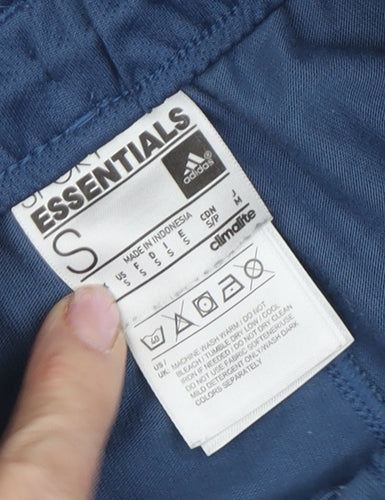 SPORT
ESSENTIALS
adidas
S
MADE IN INDONESIA
US F D I E CDN J
S S S S S S/P M
climalite
US/ MACHINE WASH WARM / DO NOT
UK: BLEACH / TUMBLE DRY LOW / COOL
IRON IF NEEDED / DO NOT DRY CLEAN
DO NOT USE FABRIC SOFTENER/USE
MILD DETERGENT ONLY/WASH DARK
COLORS SEPARATELY